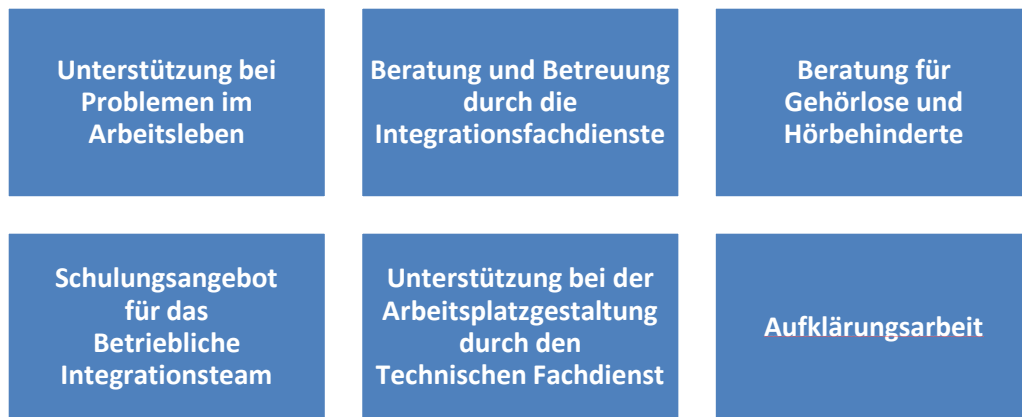 Unterstützung bei
Problemen im
Arbeitsleben
Beratung und Betreuung
durch die
Integrationsfachdienste
Beratung für
Gehörlose und
Hörbehinderte
Schulungsangebot
für das
Betriebliche
Integrationsteam
Unterstützung bei der
Arbeitsplatzgestaltung
durch den
Technischen Fachdienst
Aufklärungsarbeit